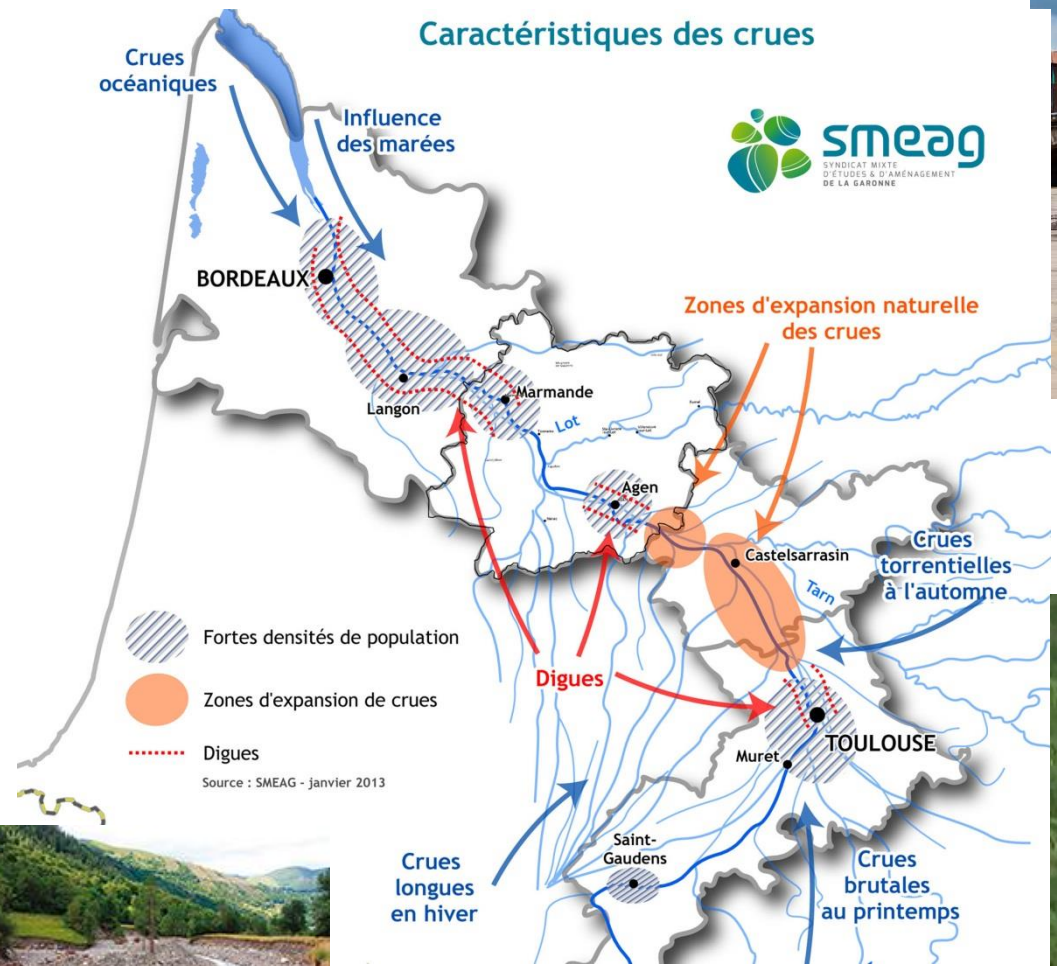 Caractéristiques des crues
Crues
océaniques
Influence
des marées
smeag
SYNDICAT MIXTE
D'ÉTUDES & D'AMÉNAGEMENT
DE LA GARONNE
BORDEAUX
Zones d'expansion naturelle
des crues
Langon
Marmande
Lot
Agen
Castelsarrasin
Crues
torrentielles
à l'automne
Tarn
Fortes densités de population
Zones d'expansion de crues
Digues
Source : SMEAG - janvier 2013
Digues
TOULOUSE
Muret
Saint-
Gaudens
Crues
longues
en hiver
Crues
brutales
au printemps